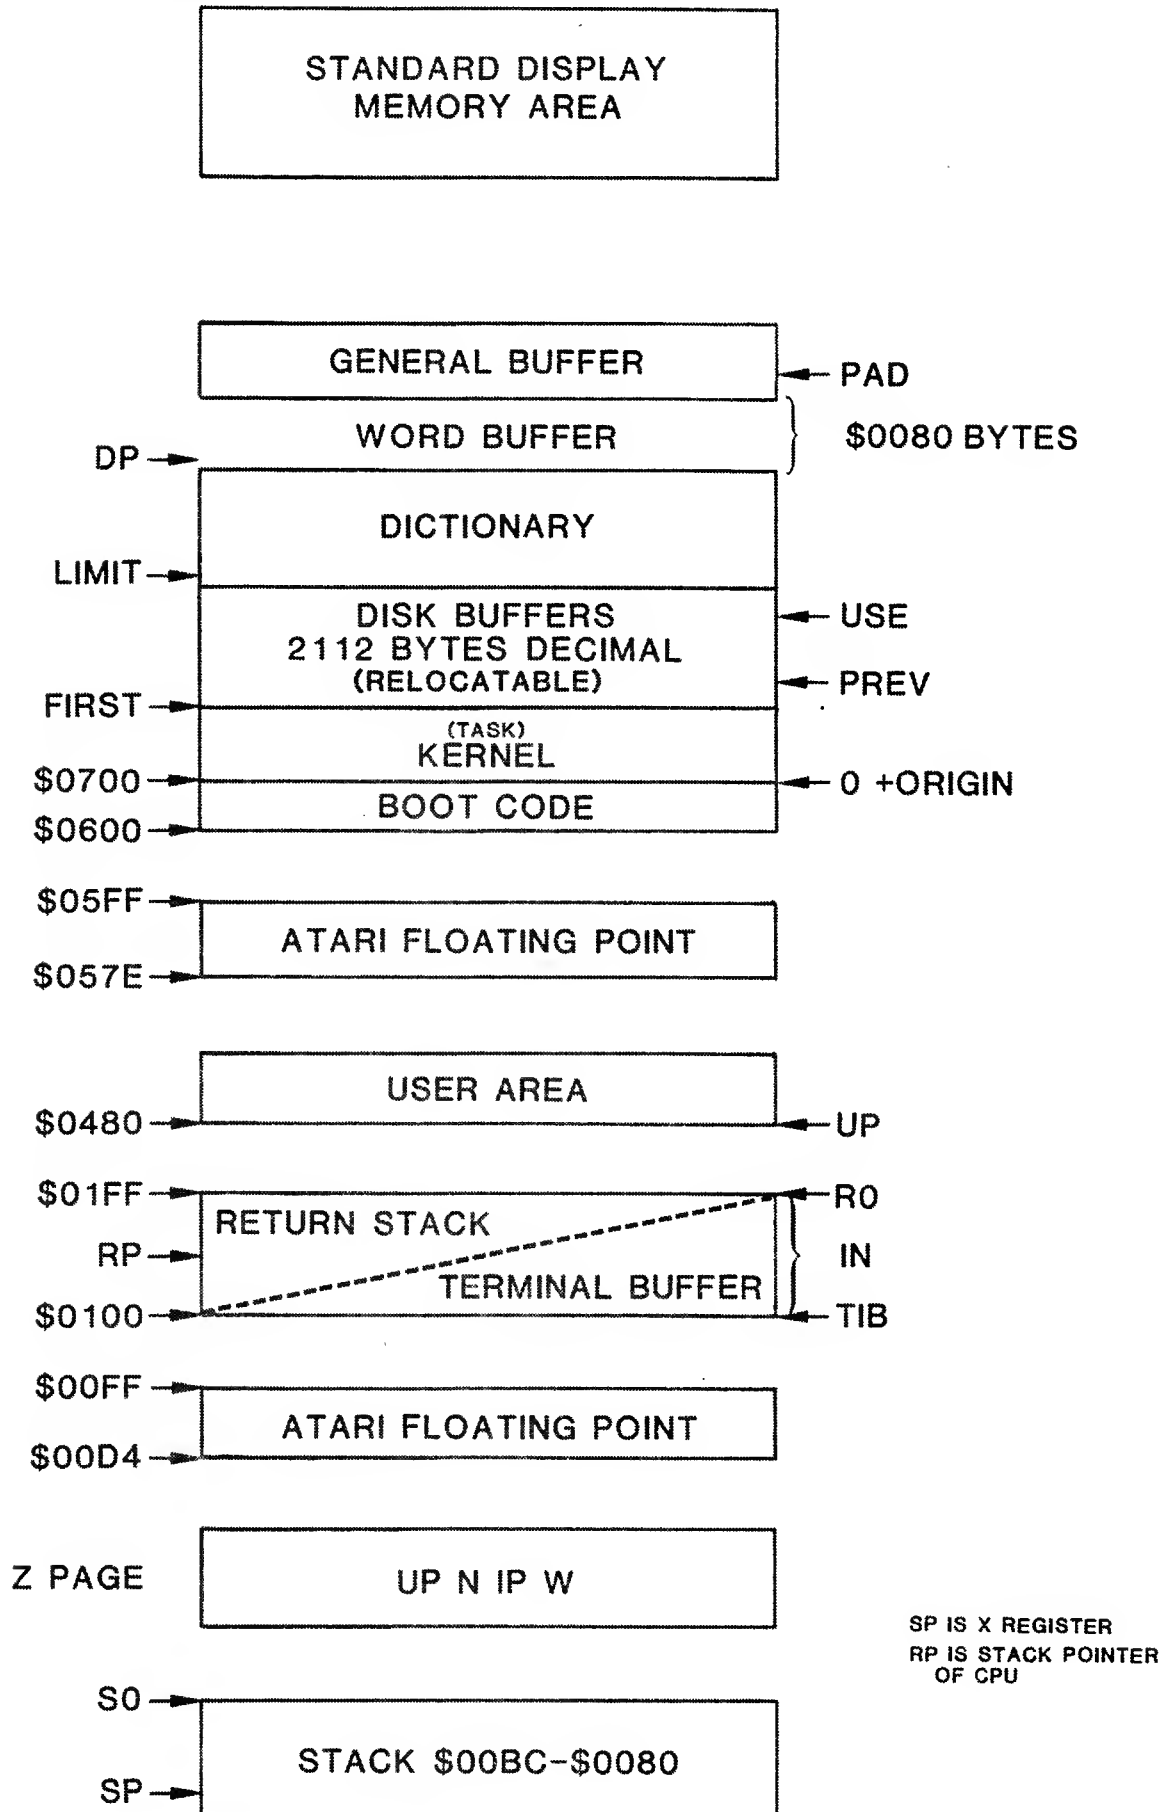 STANDARD DISPLAY
MEMORY AREA
GENERAL BUFFER
PAD
WORD BUFFER
$0080 BYTES
DP
DICTIONARY
LIMIT
DISK BUFFERS
USE
2112 BYTES DECIMAL
(RELOCATABLE)
PREV
FIRST
(TASK)
KERNEL
$0700
0 +ORIGIN
BOOT CODE
$0600
$05FF
ATARI FLOATING POINT
$057E
USER AREA
$0480
UP
$01FF
R0
RETURN STACK
RP
IN
TERMINAL BUFFER
$0100
TIB
$00FF
ATARI FLOATING POINT
$00D4
Z PAGE
UP N IP W
SP IS X REGISTER
RP IS STACK POINTER
OF CPU
S0
STACK $00BC-$0080
SP